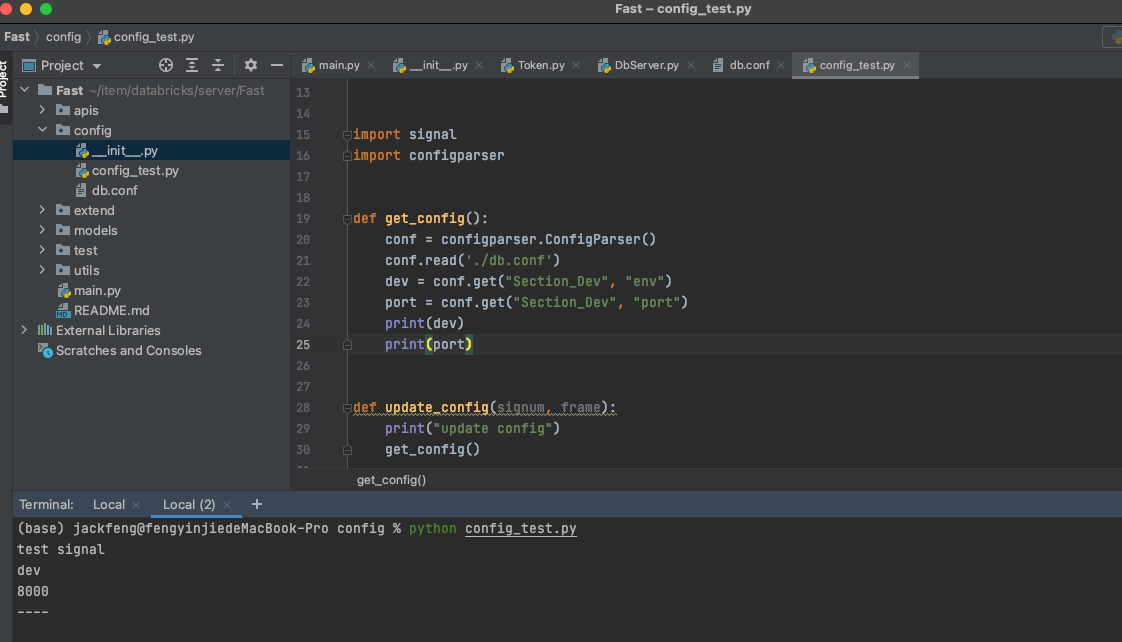 Fast – config_test.py
Fast config config_test.py
Project
Project
main.py __init__.py Token.py DbServer.py db.conf config_test.py
Fast ~/item/databricks/server/Fast
apis
config
__init__.py
config_test.py
db.conf
extend
models
test
utils
main.py
README.md
External Libraries
Scratches and Consoles
13
14
15 import signal
16 import configparser
17
18
19 def get_config():
20 conf = configparser.ConfigParser()
21 conf.read('./db.conf')
22 dev = conf.get("Section_Dev", "env")
23 port = conf.get("Section_Dev", "port")
24 print(dev)
25 print(port)
26
27
28 def update_config(signum, frame):
29 print("update config")
30 get_config()
get_config()
Terminal: Local Local (2) +
(base) jackfeng@fengyinjiedeMacBook-Pro config % python config_test.py
test signal
dev
8000
----